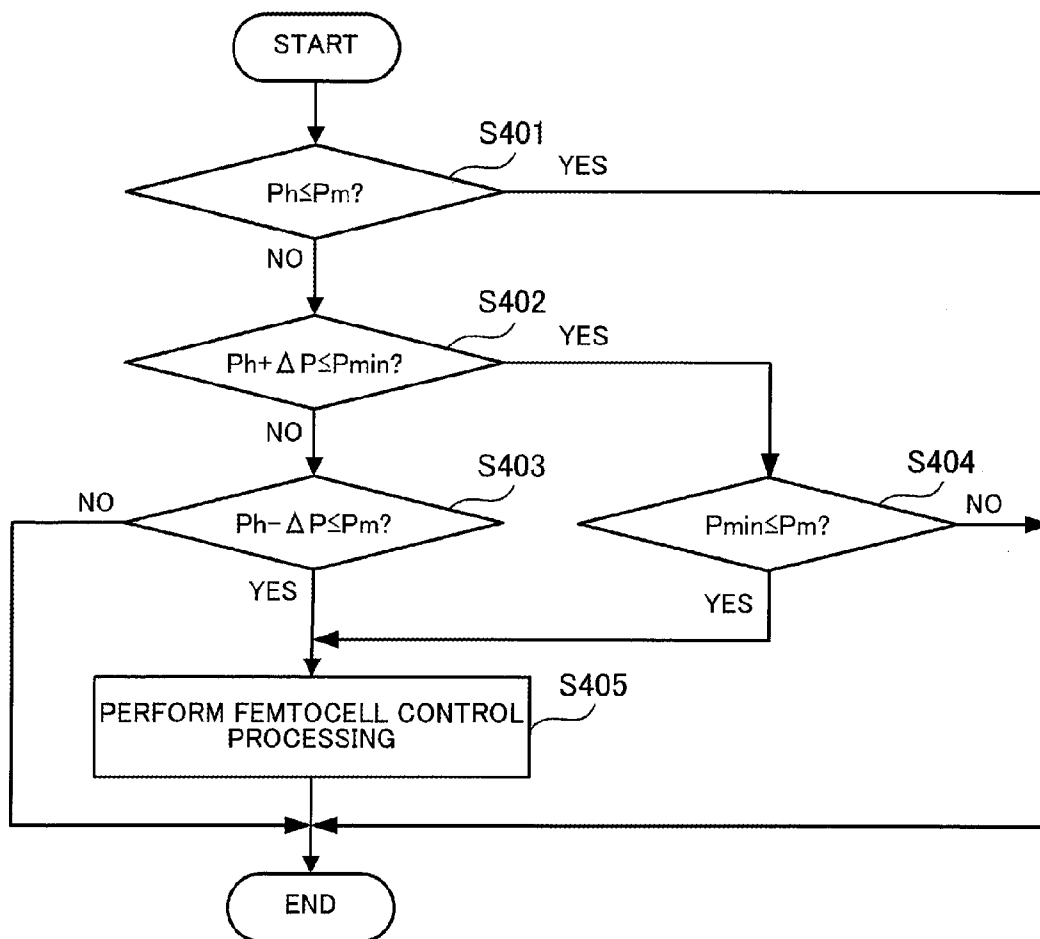 START
S401
Ph≦Pm?
YES
NO
S402
Ph+ΔP≦Pmin?
YES
NO
S403
Ph-ΔP≦Pm?
NO
YES
S404
Pmin≦Pm?
NO
YES
S405
PERFORM FEMTOCELL CONTROL
PROCESSING
END